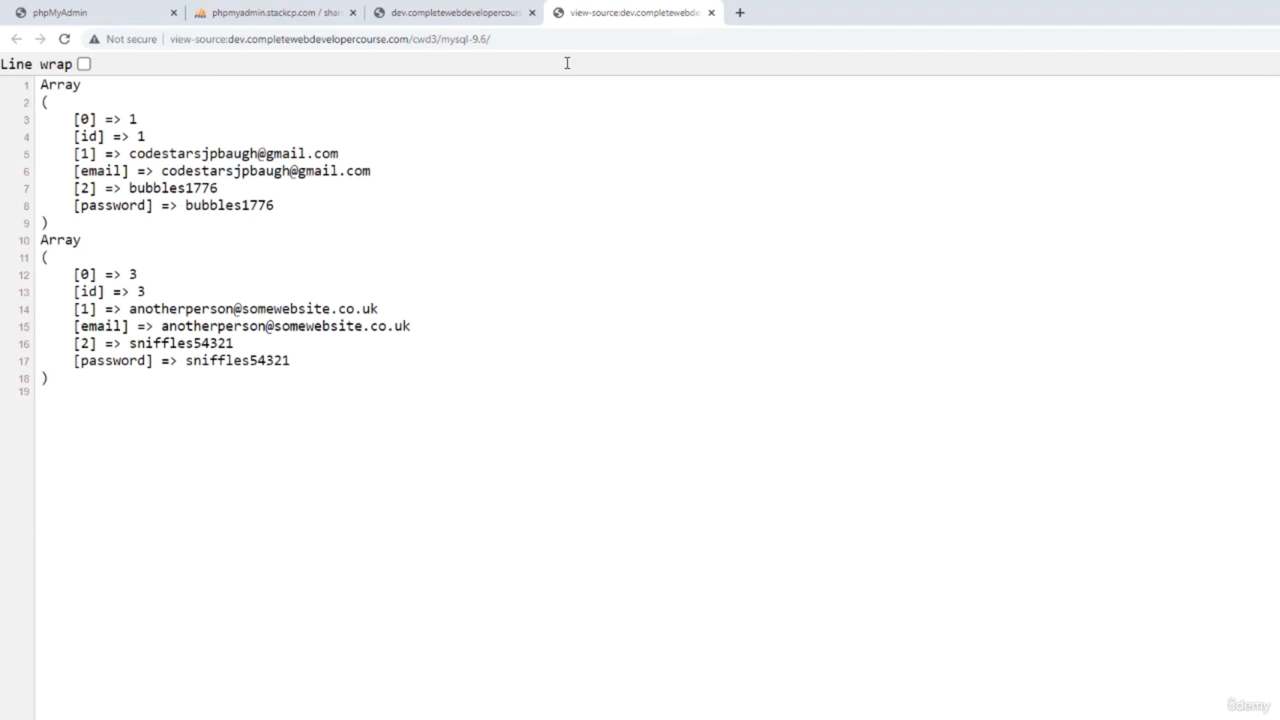 phpMyAdmin
phpmyadmin.stackcp.com / shar
dev.completewebdevelopercours
view-source:dev.completewebde
Not secure
view-source:dev.completewebdevelopercourse.com/cwd3/mysql-9.6/
Line wrap
1 Array
2 (
3 [0] => 1
4 [id] => 1
5 [1] => codestarsjpbaugh@gmail.com
6 [email] => codestarsjpbaugh@gmail.com
7 [2] => bubbles1776
8 [password] => bubbles1776
9 )
10 Array
11 (
12 [0] => 3
13 [id] => 3
14 [1] => anotherperson@somewebsite.co.uk
15 [email] => anotherperson@somewebsite.co.uk
16 [2] => sniffles54321
17 [password] => sniffles54321
18 )
19
ûdemy